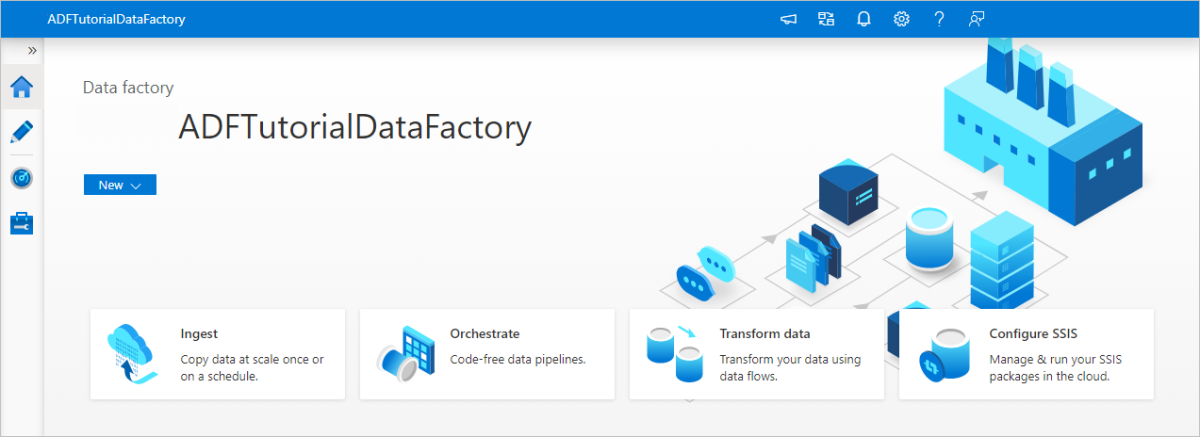 ADFTutorialDataFactory
Data factory
ADFTutorialDataFactory
New
Ingest
Copy data at scale once or
on a schedule.
Orchestrate
Code-free data pipelines.
Transform data
Transform your data using
data flows.
Configure SSIS
Manage & run your SSIS
packages in the cloud.